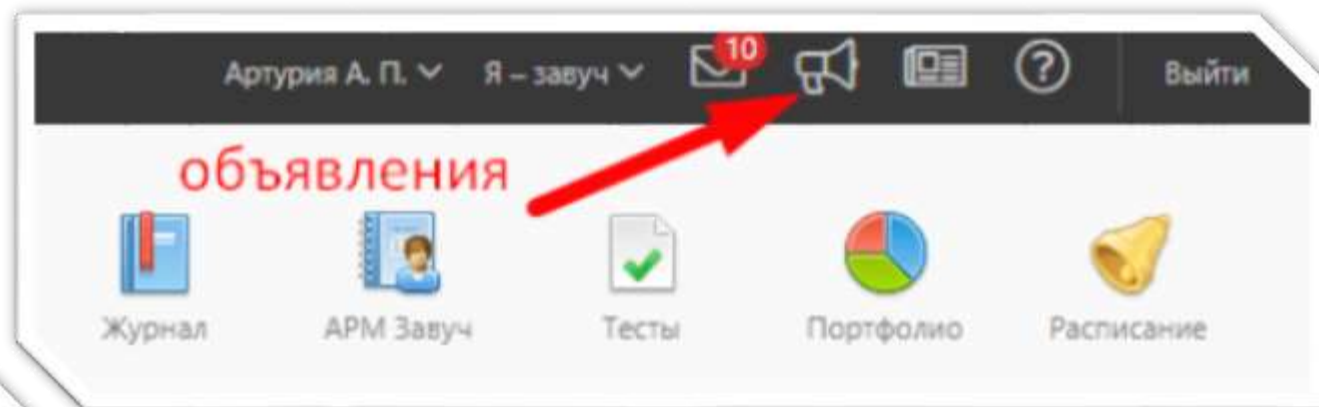 Артурия А. П. Я – завуч 10 ? Выйти
объявления
Журнал АРМ Завуч Тесты Портфолио Расписание